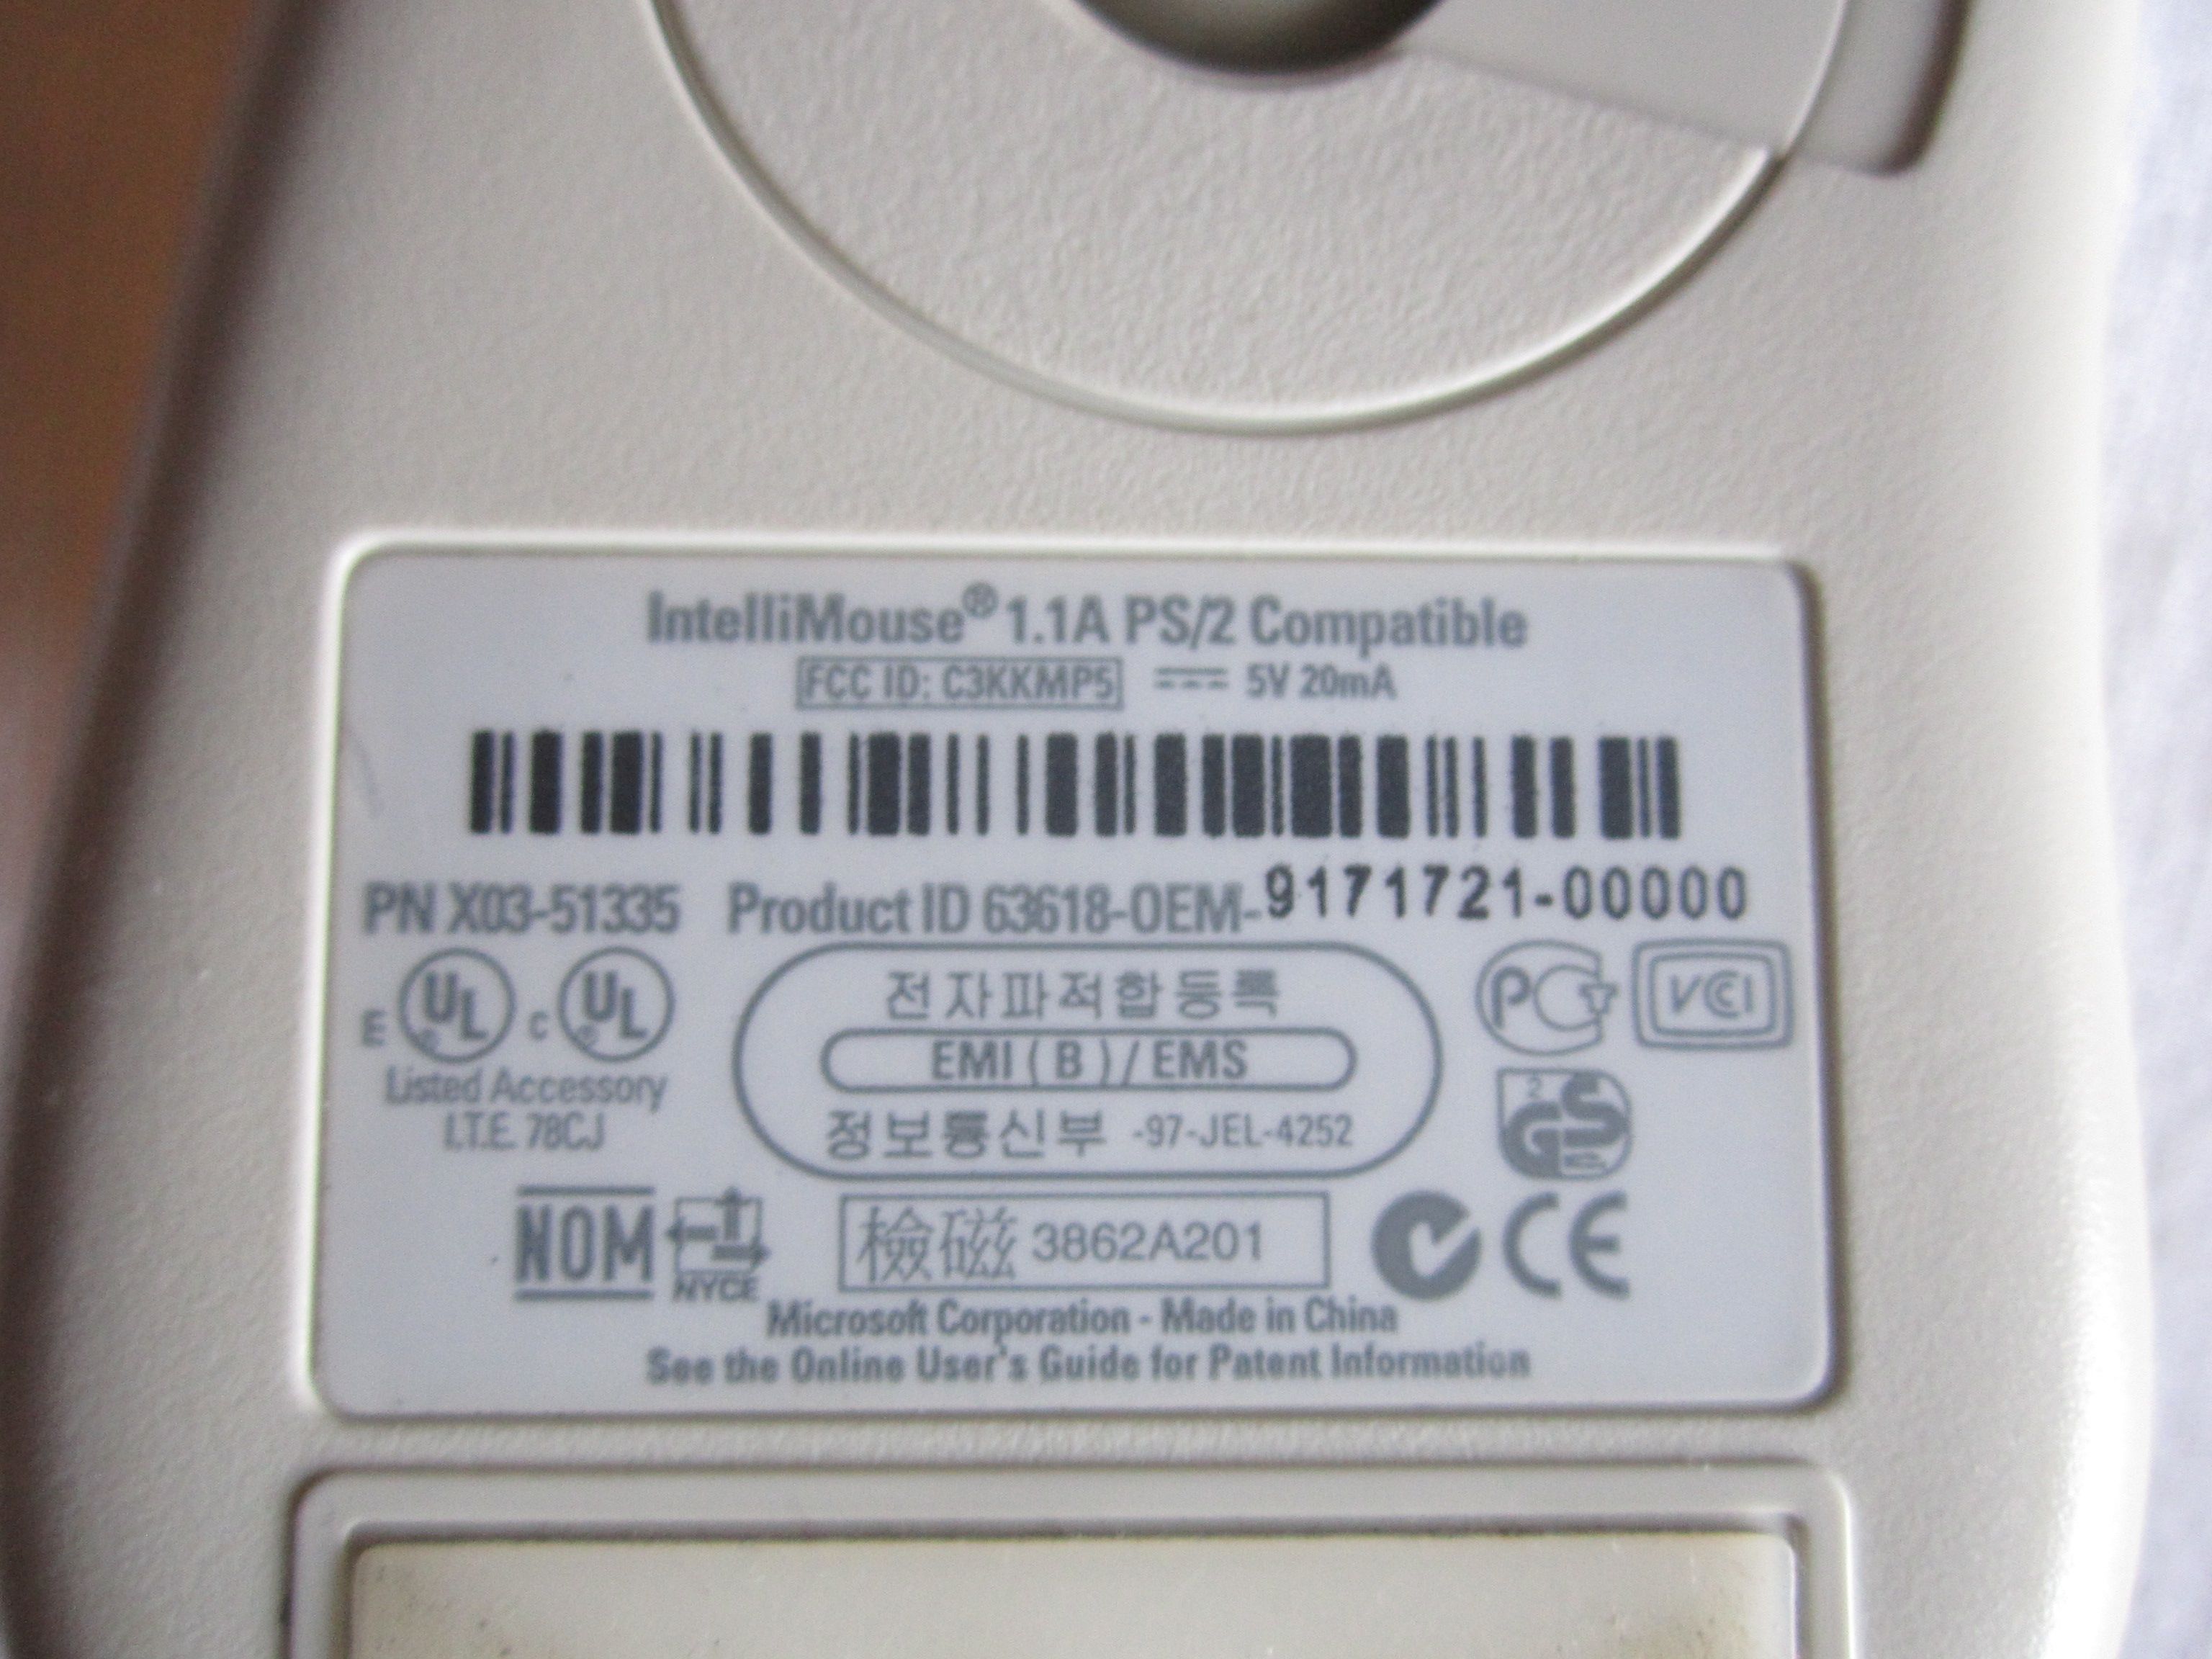 IntelliMouse® 1.1A PS/2 Compatible
FCC ID: C3KKMP5 5V 20mA
PN X03-51335 Product ID 63618-OEM-9171721-00000
E UL C UL
Listed Accessory
I.T.E. 78CJ
전자파적합등록
EMI ( B ) / EMS
정보통신부 -97-JEL-4252
PC VCCI
2 GS
NOM NYCE
檢磁 3862A201
CE
Microsoft Corporation - Made in China
See the Online User's Guide for Patent Information